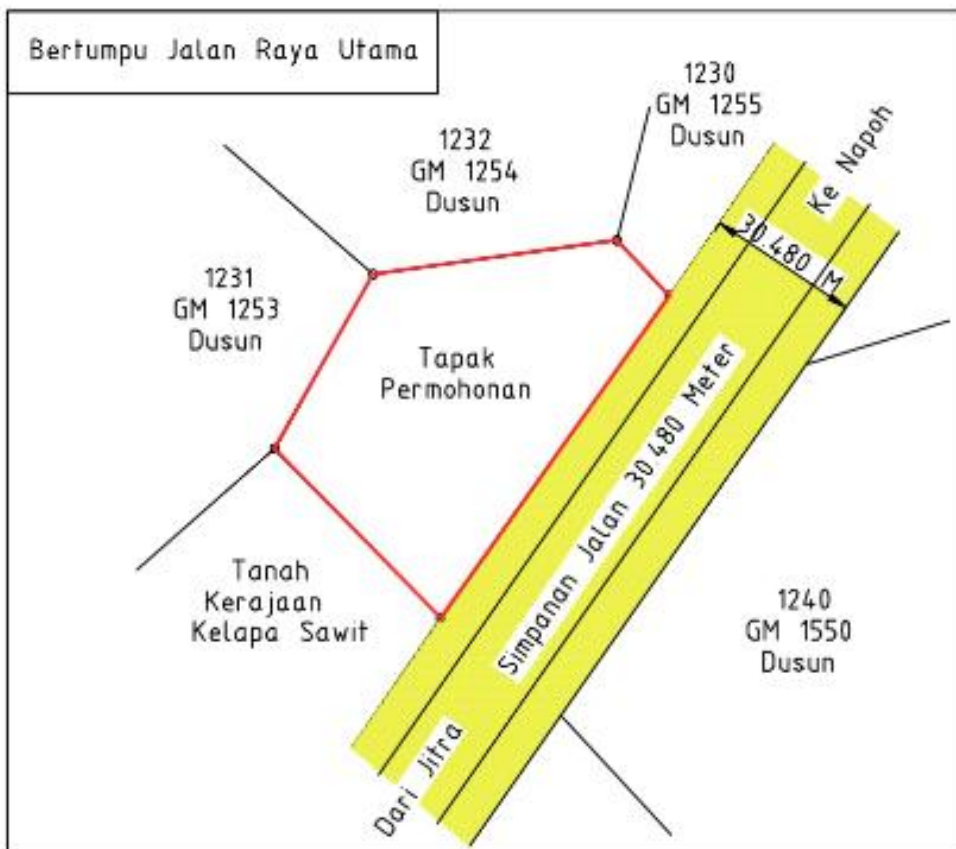 Bertumpu Jalan Raya Utama
1230
GM 1255
Dusun
1232
GM 1254
Dusun
Ke Napoh
30.480 M
1231
GM 1253
Dusun
Tapak
Permohonan
Simpanan Jalan 30.480 Meter
Tanah
Kerajaan
Kelapa Sawit
1240
GM 1550
Dusun
Dari Jitra